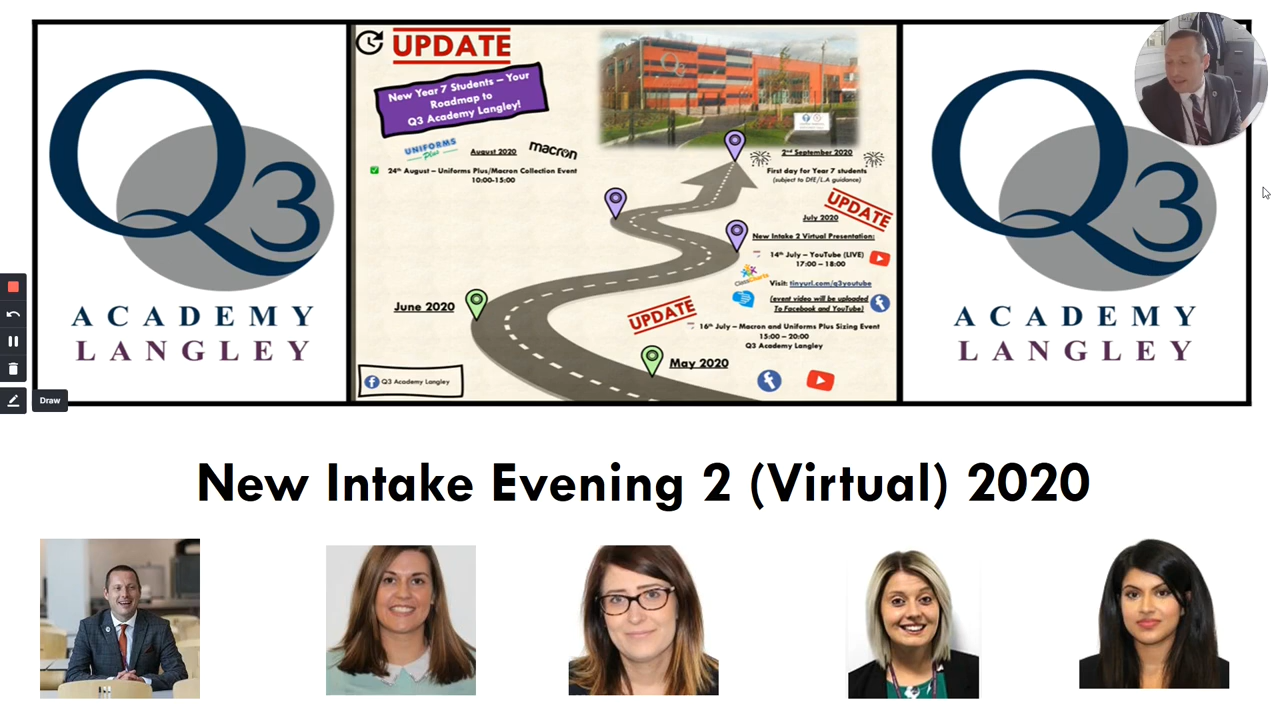 Q3
ACADEMY
LANGLEY
UPDATE
New Year 7 Students – Your
Roadmap to
Q3 Academy Langley!
UNIFORMS
Plus
August 2020
macron
24th August – Uniforms Plus/Macron Collection Event
10:00-15:00
2nd September 2020
First day for Year 7 students
(subject to DfE/L.A guidance)
UPDATE
July 2020
New Intake 2 Virtual Presentation:
14th July – YouTube (LIVE)
17:00 – 18:00
ClassCharts
Visit: tinyurl.com/q3youtube
(event video will be uploaded
To Facebook and YouTube)
June 2020
UPDATE
16th July – Macron and Uniforms Plus Sizing Event
15:00 – 20:00
Q3 Academy Langley
May 2020
Q3 Academy Langley
Q3
ACADEMY
LANGLEY
Draw
New Intake Evening 2 (Virtual) 2020